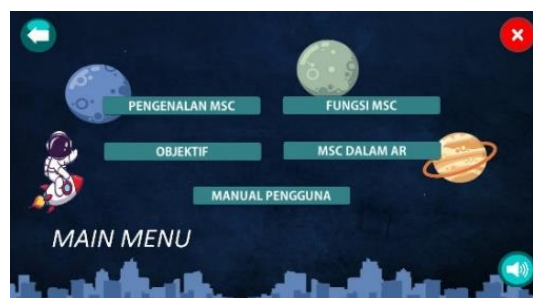 PENGENALAN MSC
FUNGSI MSC
OBJEKTIF
MSC DALAM AR
MANUAL PENGGUNA
MAIN MENU